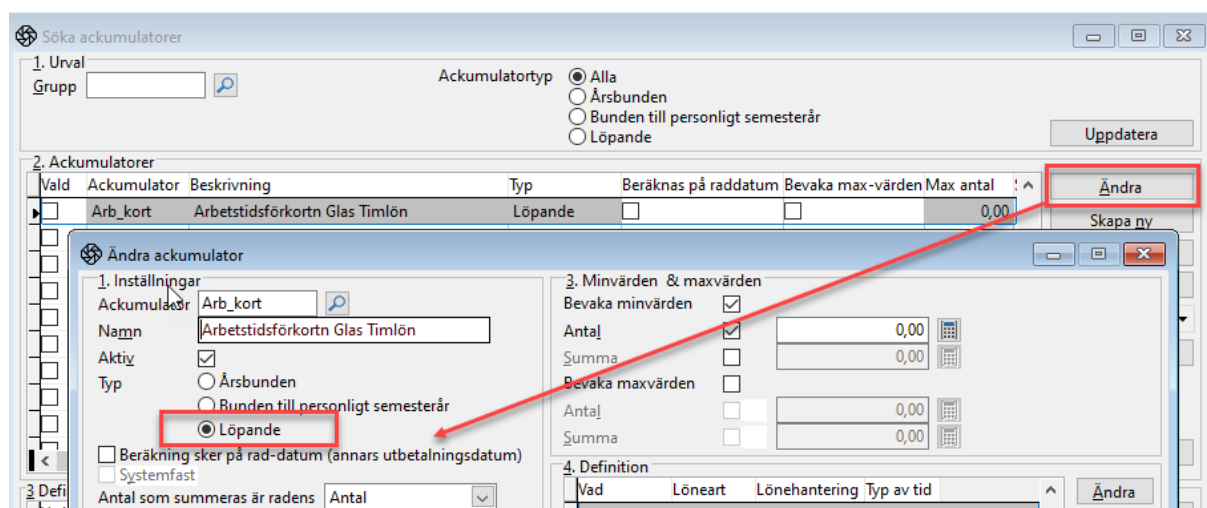 Söka ackumulatorer
1. Urval
Grupp
Ackumulatortyp
Alla
Årsbunden
Bunden till personligt semesterår
Löpande
Uppdatera
2. Ackumulatorer
Vald Ackumulator Beskrivning Typ Beräknas på raddatum Bevaka max-värden Max antal
Ändra
Arb_kort Arbetstidsförkortn Glas Timlön Löpande 0,00
Skapa ny
Ändra ackumulator
1. Inställningar
Ackumulator Arb_kort
Namn Arbetstidsförkortn Glas Timlön
Aktiv
Typ
Årsbunden
Bunden till personligt semesterår
Löpande
Beräkning sker på rad-datum (annars utbetalningsdatum)
Systemfast
Antal som summeras är radens Antal
3. Minvärden & maxvärden
Bevaka minvärden
Antal 0,00
Summa 0,00
Bevaka maxvärden
Antal 0,00
Summa 0,00
4. Definition
Vad Löneart Lönehantering Typ av tid
Ändra
3 Defi